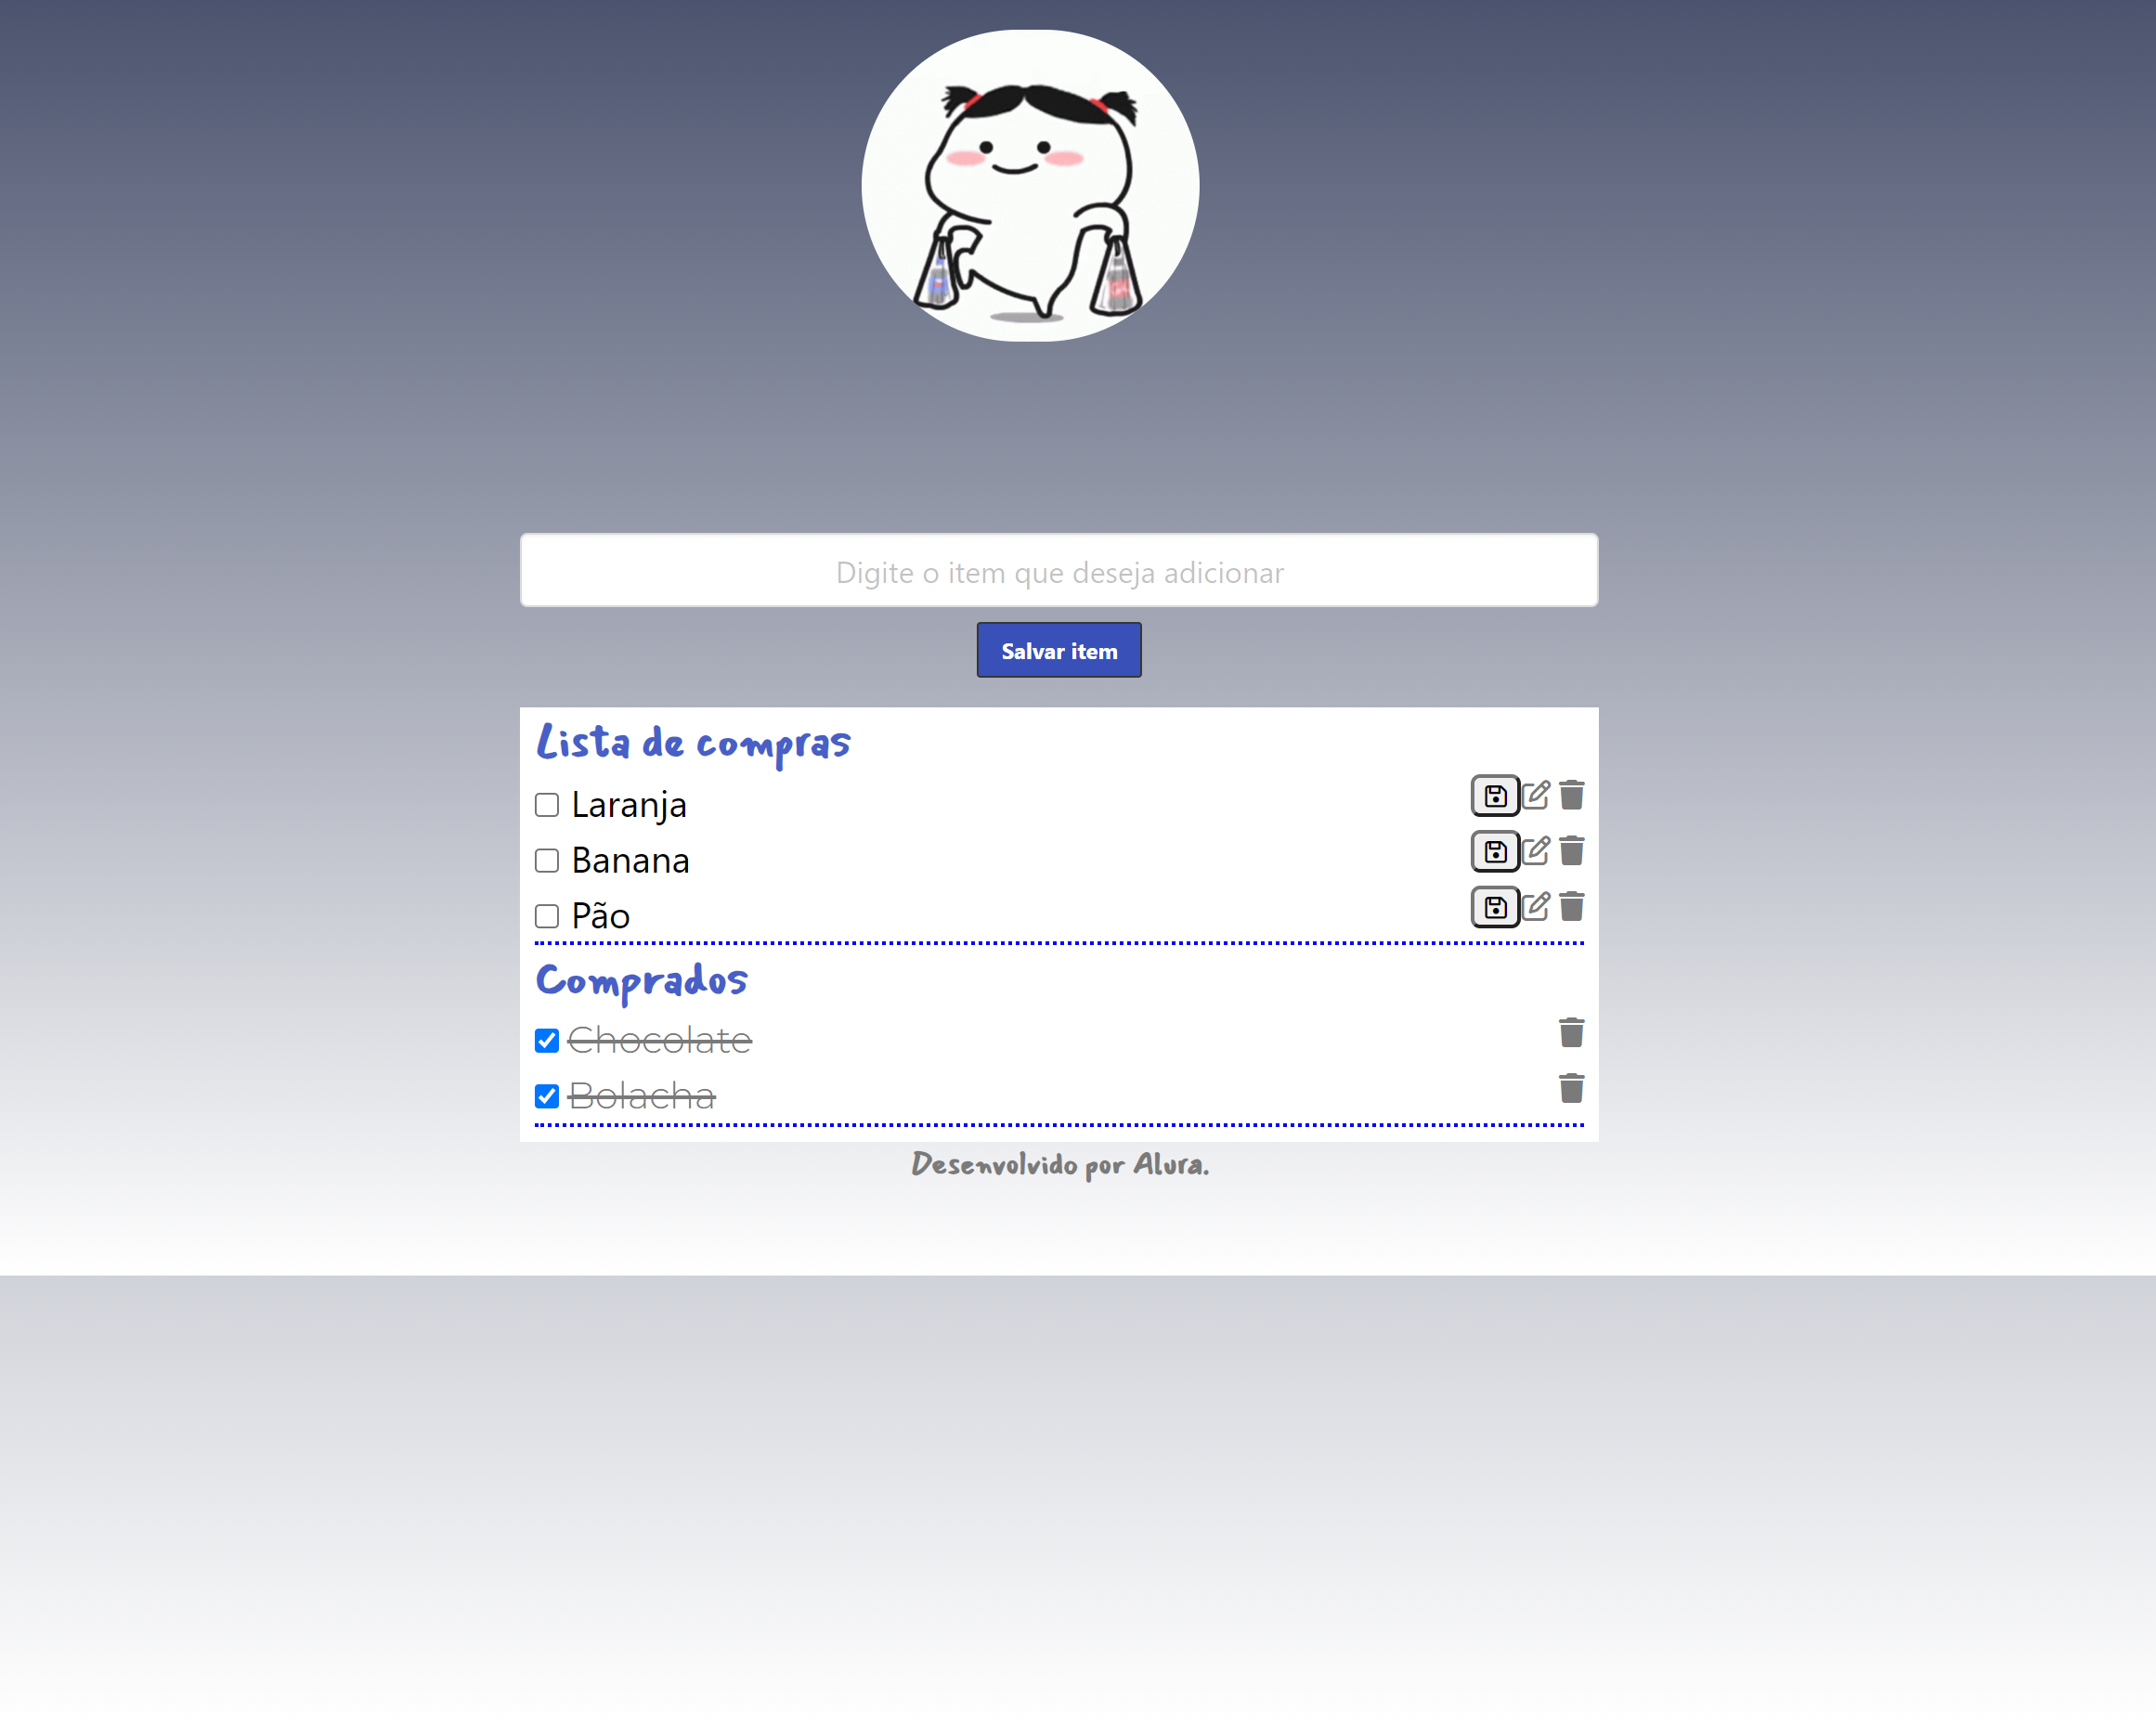 Digite o item que deseja adicionar
Salvar item
Lista de compras
Laranja
Banana
Pão
Comprados
Chocolate
Bolacha
Desenvolvido por Alura.